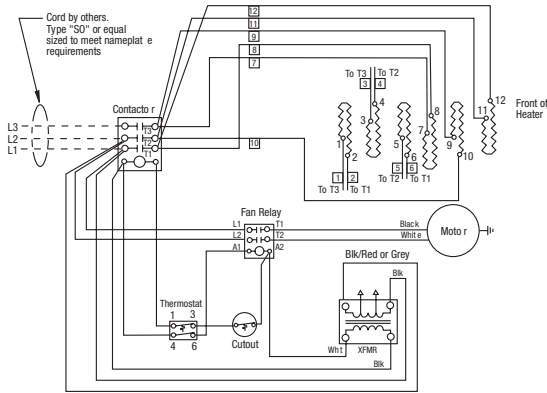 Cord by others.
Type "SO" or equal
sized to meet nameplat e
requirements
12
11
9
8
7
10
Contacto r
L3
L2
L1
T3
T2
T1
To T3 To T2
3 4
4
3
1
2
1 2
To T3 To T1
5
6
5 6
To T2 To T1
8
7
9
10
11
12
Front of
Heater
Fan Relay
L1 T1
L2 T2
A1 A2
Black
Whit e
Moto r
Blk/Red or Grey
Blk
Thermostat
1 3
4 6
Cutout
Wht XFMR
Blk